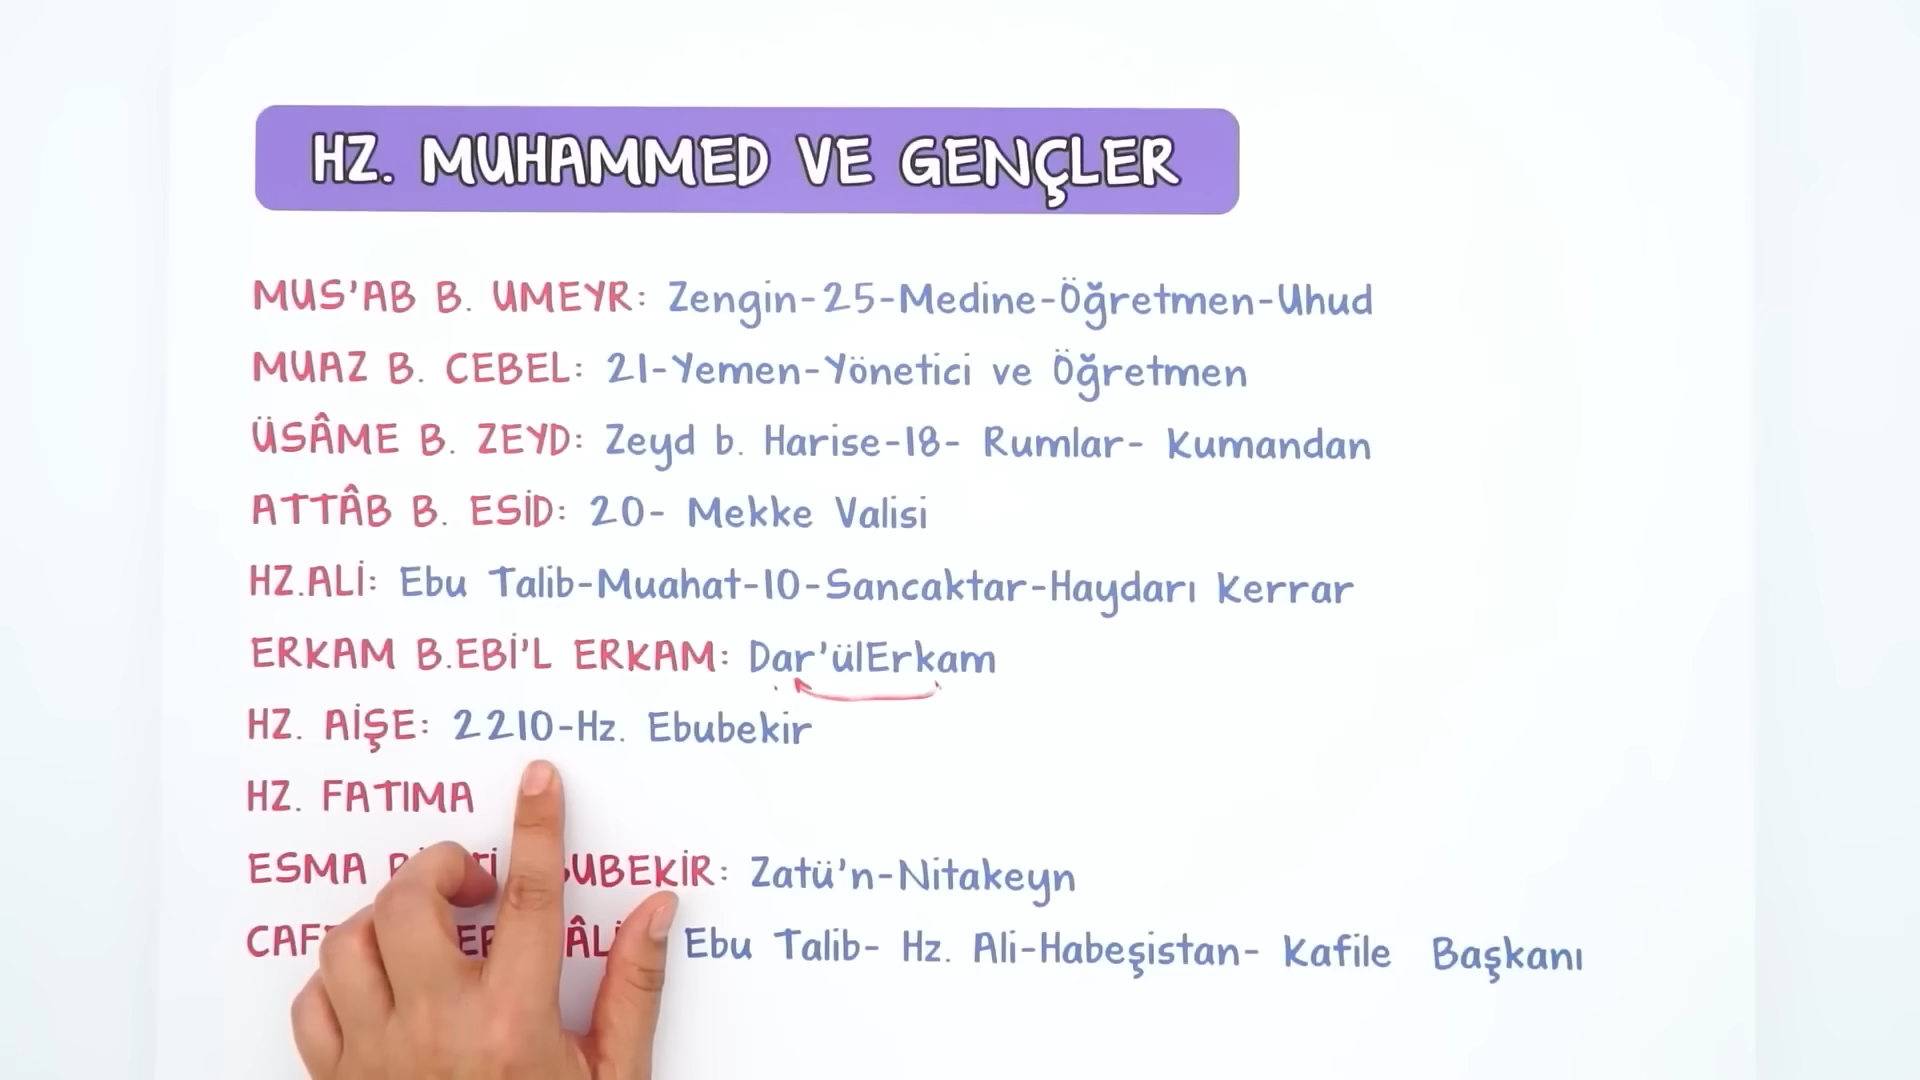 HZ. MUHAMMED VE GENÇLER
MUS'AB B. UMEYR: Zengin-25-Medine-Öğretmen-Uhud
MUAZ B. CEBEL: 21-Yemen-Yönetici ve Öğretmen
ÜSÂME B. ZEYD: Zeyd b. Harise-18- Rumlar- Kumandan
ATTÂB B. ESİD: 20- Mekke Valisi
HZ.ALİ: Ebu Talib-Muahat-10-Sancaktar-Haydarı Kerrar
ERKAM B.EBİ'L ERKAM: Dar'ülErkam
HZ. AİŞE: 2210-Hz. Ebubekir
HZ. FATIMA
ESMA UBEKİR: Zatü'n-Nitakeyn
Ebu Talib- Hz. Ali-Habeşistan- Kafile Başkanı